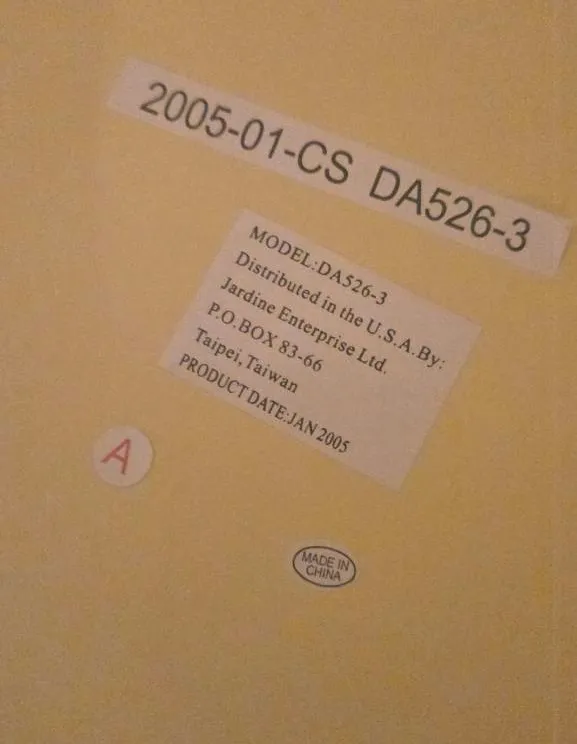 2005-01-CS DA526-3
MODEL:DA526-3
Distributed in the U.S.A.By:
Jardine Enterprise Ltd.
P.O.BOX 83-66
Taipei,Taiwan
PRODUCT DATE:JAN 2005
A
MADE IN
CHINA